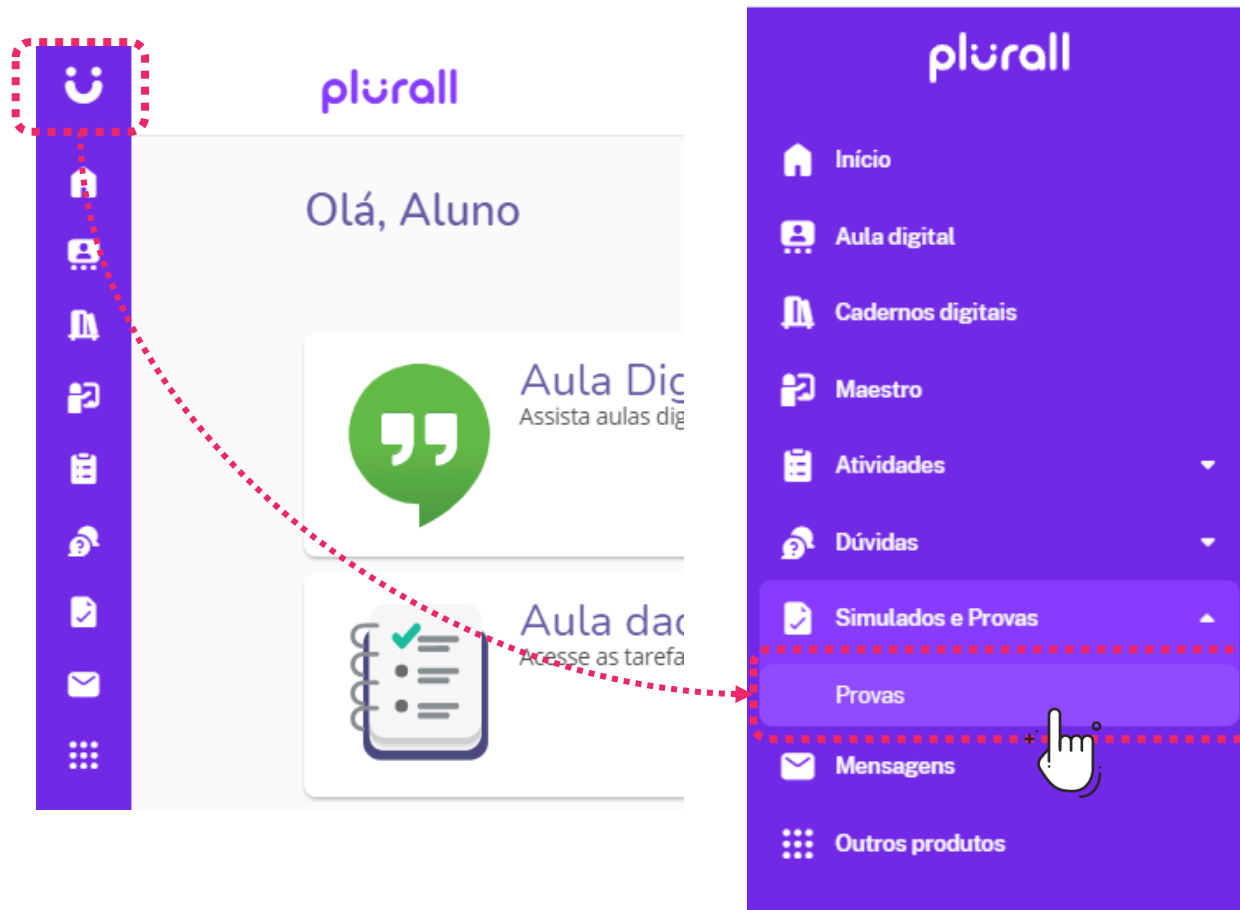 plurall
Olá, Aluno
Aula Dig
Assista aulas dig
Aula dad
Acesse as tarefa
plurall
Início
Aula digital
Cadernos digitais
Maestro
Atividades
Dúvidas
Simulados e Provas
Provas
Mensagens
Outros produtos